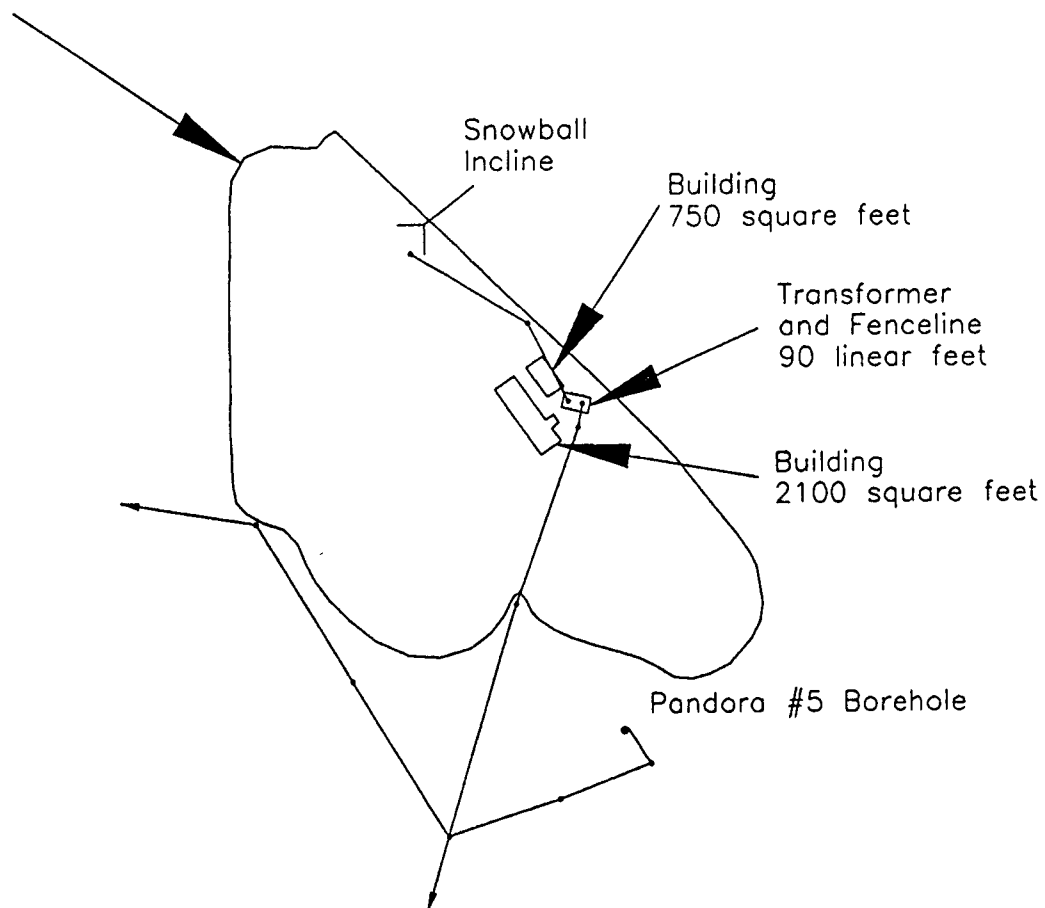 Snowball
Incline
Building
750 square feet
Transformer
and Fenceline
90 linear feet
Building
2100 square feet
Pandora #5 Borehole